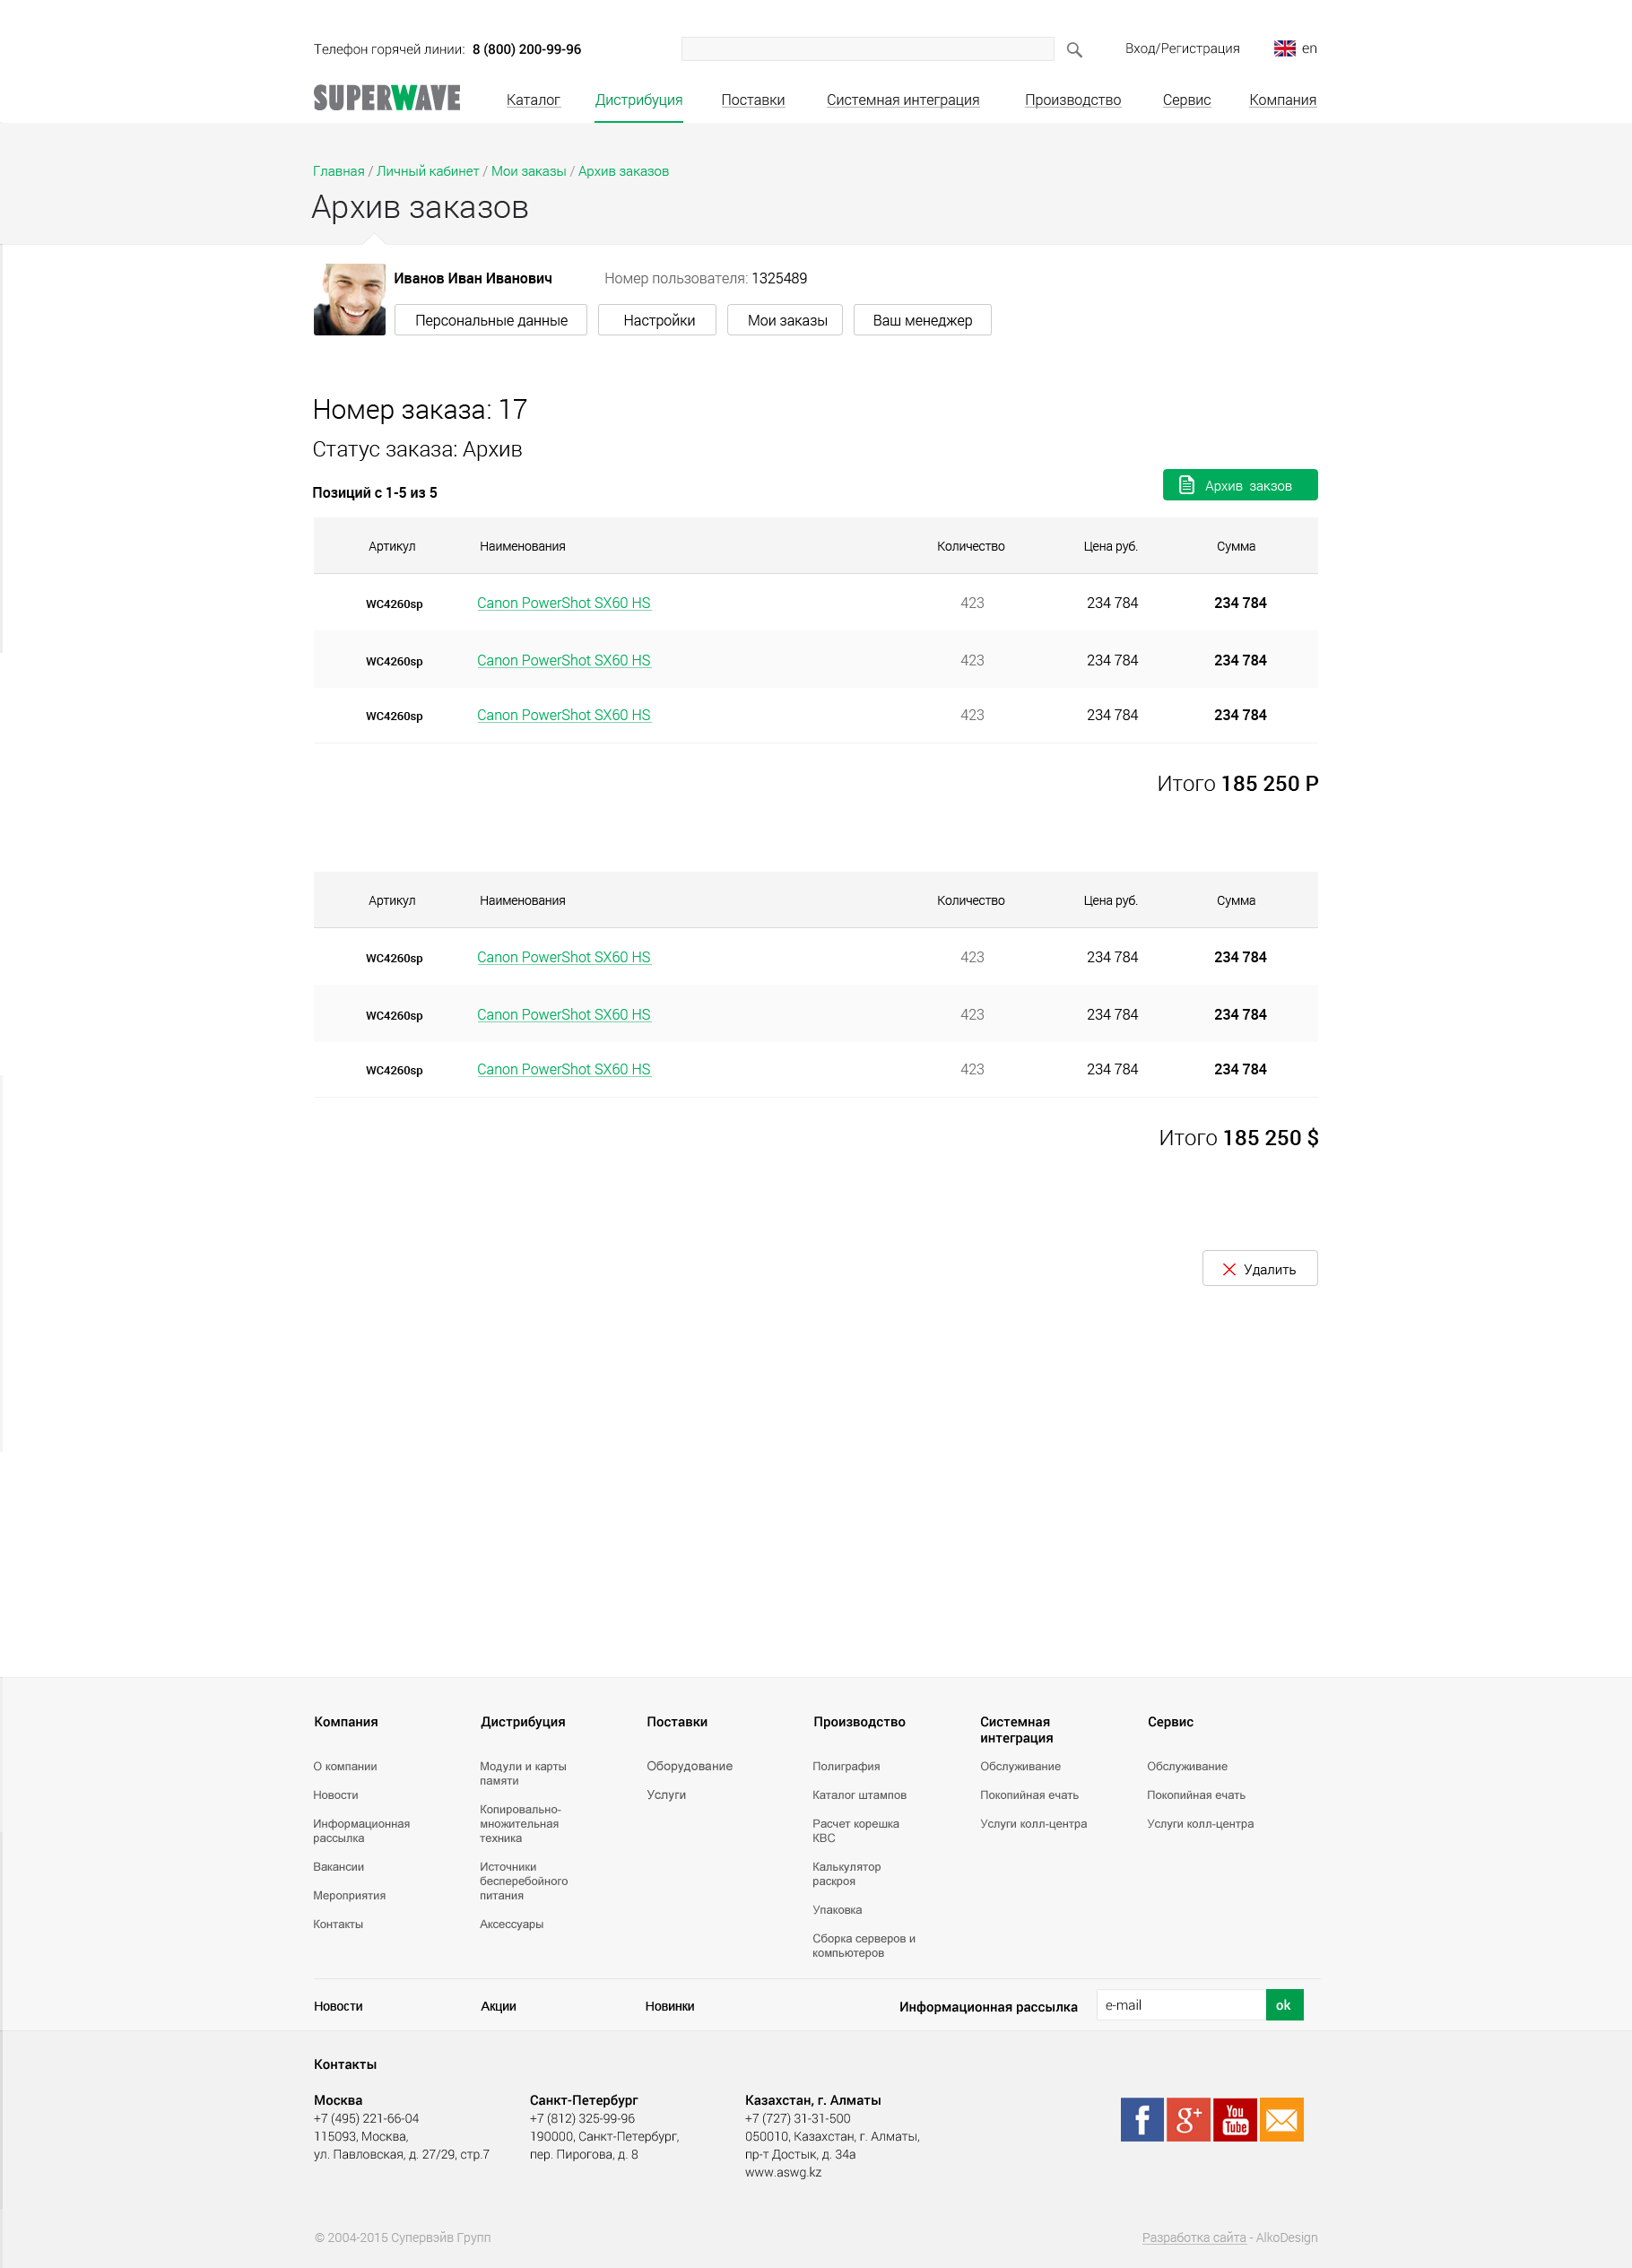 Телефон горячей линии: 8 (800) 200-99-96
Вход/Регистрация
en
SUPERWAVE
Каталог
Дистрибуция
Поставки
Системная интеграция
Производство
Сервис
Компания
Главная / Личный кабинет / Мои заказы / Архив заказов
Архив заказов
Иванов Иван Иванович
Номер пользователя: 1325489
Персональные данные
Настройки
Мои заказы
Ваш менеджер
Номер заказа: 17
Статус заказа: Архив
Позиций с 1-5 из 5
Архив закзов
Артикул Наименования Количество Цена руб. Сумма
WC4260sp Canon PowerShot SX60 HS 423 234 784 234 784
WC4260sp Canon PowerShot SX60 HS 423 234 784 234 784
WC4260sp Canon PowerShot SX60 HS 423 234 784 234 784
Итого 185 250 Р
Артикул Наименования Количество Цена руб. Сумма
WC4260sp Canon PowerShot SX60 HS 423 234 784 234 784
WC4260sp Canon PowerShot SX60 HS 423 234 784 234 784
WC4260sp Canon PowerShot SX60 HS 423 234 784 234 784
Итого 185 250 $
Удалить
Компания
О компании
Новости
Информационная
рассылка
Вакансии
Мероприятия
Контакты
Дистрибуция
Модули и карты
памяти
Копировально-
множительная
техника
Источники
бесперебойного
питания
Аксессуары
Поставки
Оборудование
Услуги
Производство
Полиграфия
Каталог штампов
Расчет корешка
КВС
Калькулятор
раскроя
Упаковка
Сборка серверов и
компьютеров
Системная
интеграция
Обслуживание
Покопийная ечать
Услуги колл-центра
Сервис
Обслуживание
Покопийная ечать
Услуги колл-центра
Новости
Акции
Новинки
Информационная рассылка
e-mail
ok
Контакты
Москва
+7 (495) 221-66-04
115093, Москва,
ул. Павловская, д. 27/29, стр.7
Санкт-Петербург
+7 (812) 325-99-96
190000, Санкт-Петербург,
пер. Пирогова, д. 8
Казахстан, г. Алматы
+7 (727) 31-31-500
050010, Казахстан, г. Алматы,
пр-т Достык, д. 34а
www.aswg.kz
f
g+
You
Tube
© 2004-2015 Супервэйв Групп
Разработка сайта - AlkoDesign